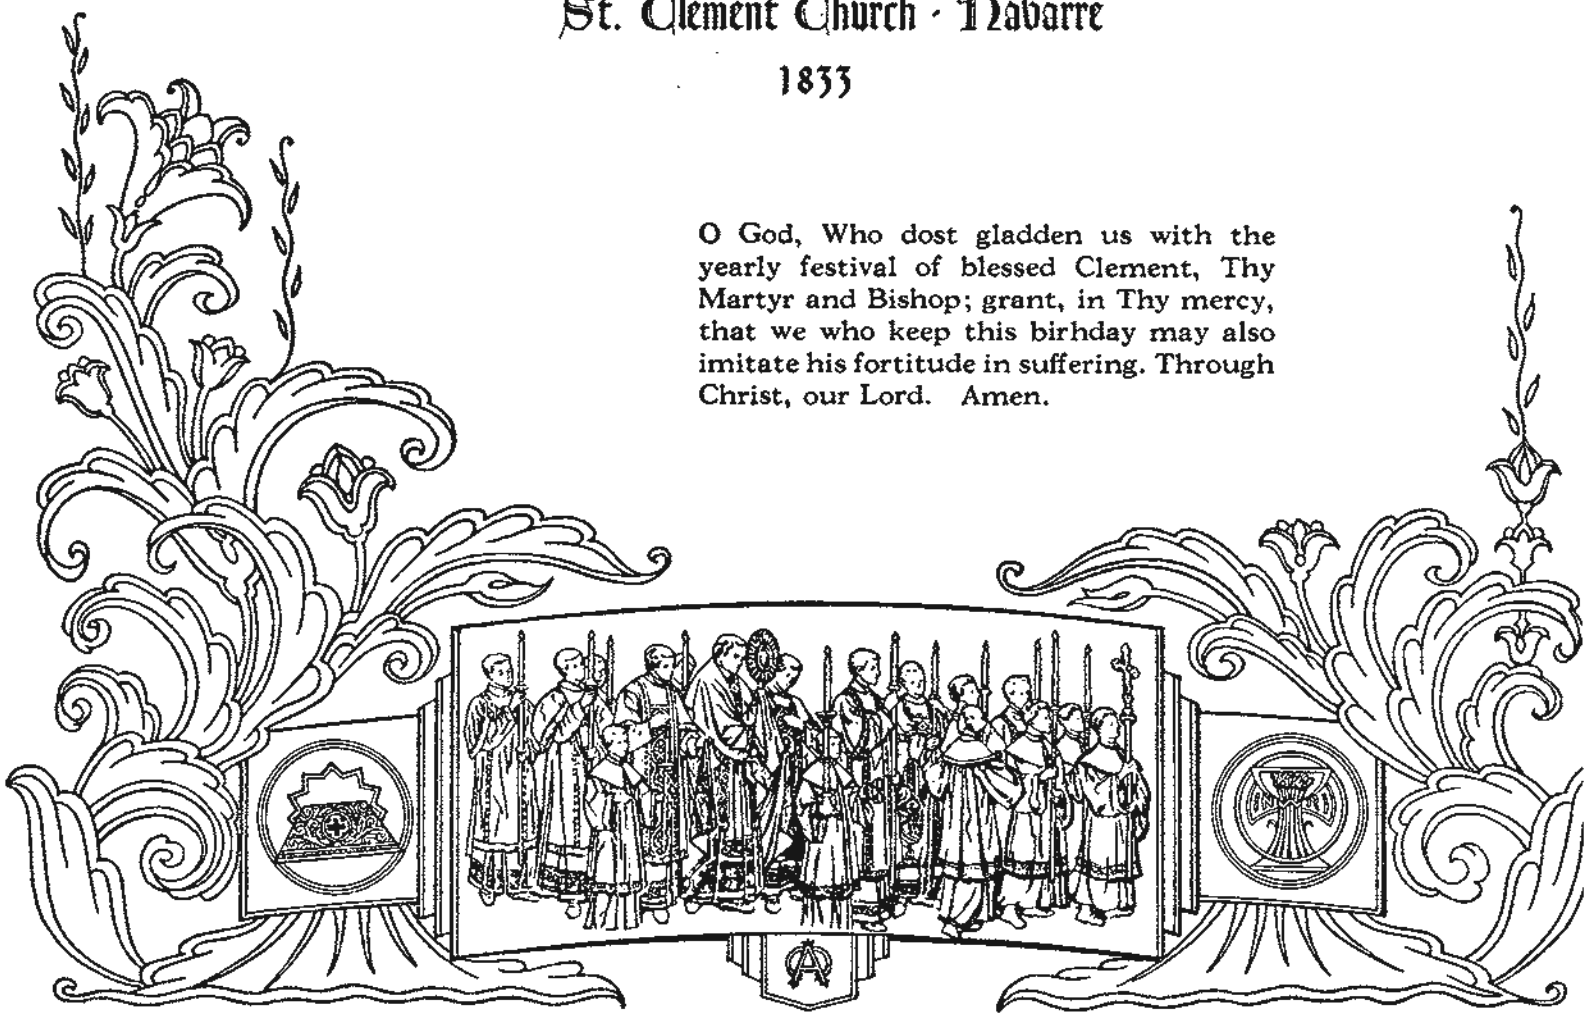 St. Clement Church · Navarre
1833
O God, Who dost gladden us with the
yearly festival of blessed Clement, Thy
Martyr and Bishop; grant, in Thy mercy,
that we who keep this birhday may also
imitate his fortitude in suffering. Through
Christ, our Lord. Amen.